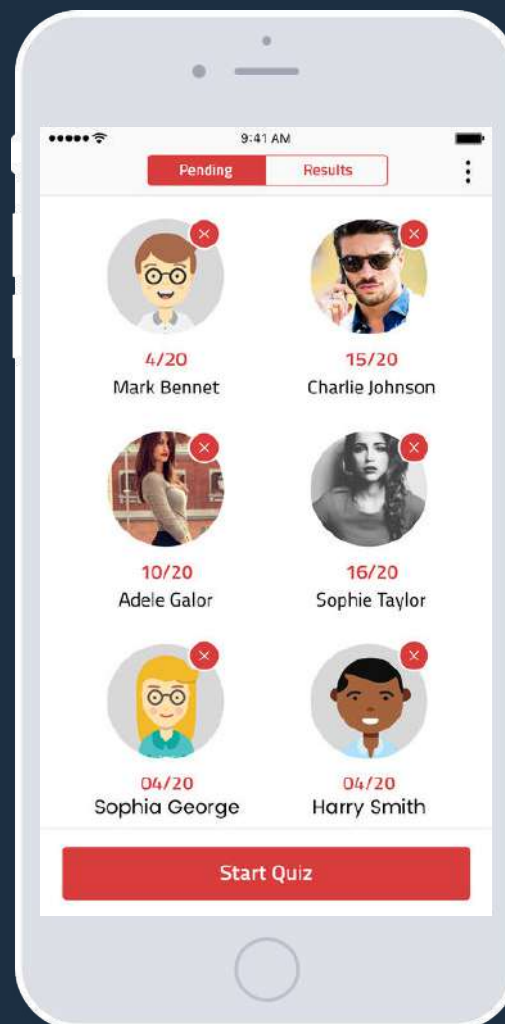 9:41 AM
Pending Results
4/20 15/20
Mark Bennet Charlie Johnson
10/20 16/20
Adele Galor Sophie Taylor
04/20 04/20
Sophia George Harry Smith
Start Quiz